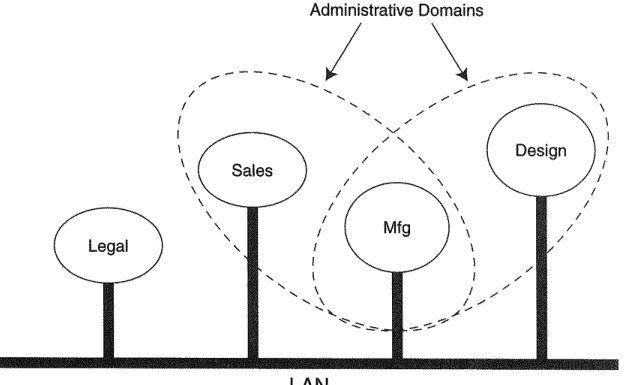 Administrative Domains
Design
Sales
Mfg
Legal
LAN